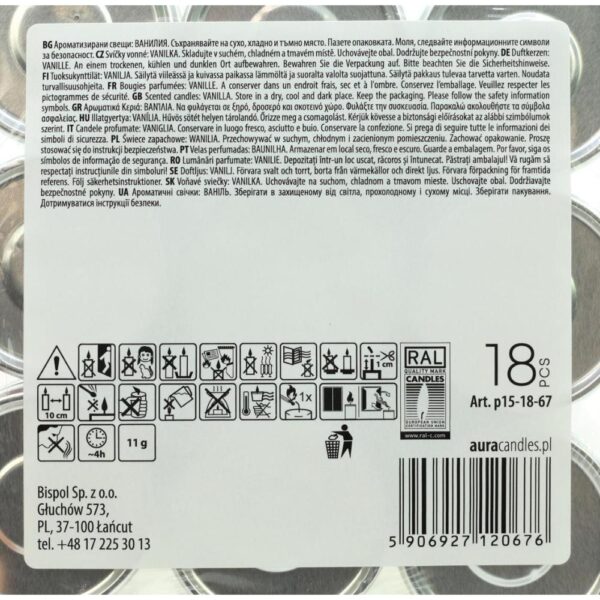 BG Ароматизирани свещи: ВАНИЛИЯ. Съхранявайте на сухо, хладно и тъмно място. Пазете опаковката. Моля, следвайте информационните символи
за безопасност. CZ Svíčky vonné: VANILKA. Skladujte v suchém, chladném a tmavém místě. Uchovávejte obal. Dodržujte bezpečnostní pokyny. DE Duftkerzen:
VANILLE. An einem trockenen, kühlen und dunklen Ort aufbewahren. Bewahren Sie die Verpackung auf. Bitte beachten Sie die Sicherheitshinweise.
FI Tuoksukynttilät: VANILJA. Säilytä viileässä ja kuivassa paikassa lämmöltä ja suoralta valolta suojattuna. Säilytä pakkaus tulevaa tarvetta varten. Noudata
turvallisuusohjeita. FR Bougies parfumées: VANILLE. A conserver dans un endroit frais, sec et à l'ombre. Conservez l'emballage. Veuillez respecter les
pictogrammes de sécurité. GB Scented candles: VANILLA. Store in a dry, cool and dark place. Keep the packaging. Please follow the safety information
symbols. GR Αρωματικά Κεριά: ΒΑΝΙΛΙΑ. Να φυλάγεται σε ξηρό, δροσερό και σκοτεινό χώρο. Φυλάξτε την συσκευασία. Παρακαλώ ακολουθήστε τα σύμβολα
ασφαλείας. HU Illatgyertya: VANÍLIA. Hűvös sötét helyen tárolandó. Őrizze meg a csomagolást. Kérjük kövesse a biztonsági előírásokat az alábbi szimbólumok
IT Candele profumate: VANIGLIA. Conservare in luogo fresco, asciutto e buio. Conservare la confezione. Si prega di seguire tutte le informazioni dei
simboli di sicurezza. PL Świece zapachowe: WANILIA. Przechowywać w suchym, chłodnym i zacienionym pomieszczeniu. Zachować opakowanie. Proszę
stosować się do symboli bezpieczeństwa. PT Velas perfumadas: BAUNILHA. Armazenar em local seco, fresco e escuro. Guarde a embalagem. Por favor, siga os
símbolos de informação de segurança. RO Lumânări parfumate: VANILIE. Depozitați într-un loc uscat, răcoros și întunecat. Păstrați ambalajul! Vă rugăm să
respectați instrucțiunile din simboluri! SE Doftljus: VANILJ. Förvara svalt och torrt, borta från värmekällor och direkt ljus. Förvara förpackning för framtida
referens. Följ säkerhetsinstruktioner. SK Voňavé sviečky: VANILKA. Uchovávajte na suchom, chladnom a tmavom mieste. Uchovajte obal. Dodržiavajte
bezpečnostné pokyny. UA Ароматичні свічки: ВАНІЛЬ. Зберігати в захищеному від світла, прохолодному і сухому місці. Зберігати пакування.
Дотримуватися інструкції безпеки.
1 cm
10 cm
1x
~4h
11 g
RAL
QUALITY MARK
CANDLES
EUROPEAN UNION
CERTIFICATION MARK
www.ral-c.com
18 PCS
Art. p15-18-67
auracandles.pl
Bispol Sp. z o.o.
Głuchów 573,
PL, 37-100 Łańcut
tel. +48 17 225 30 13
5 906927 120676